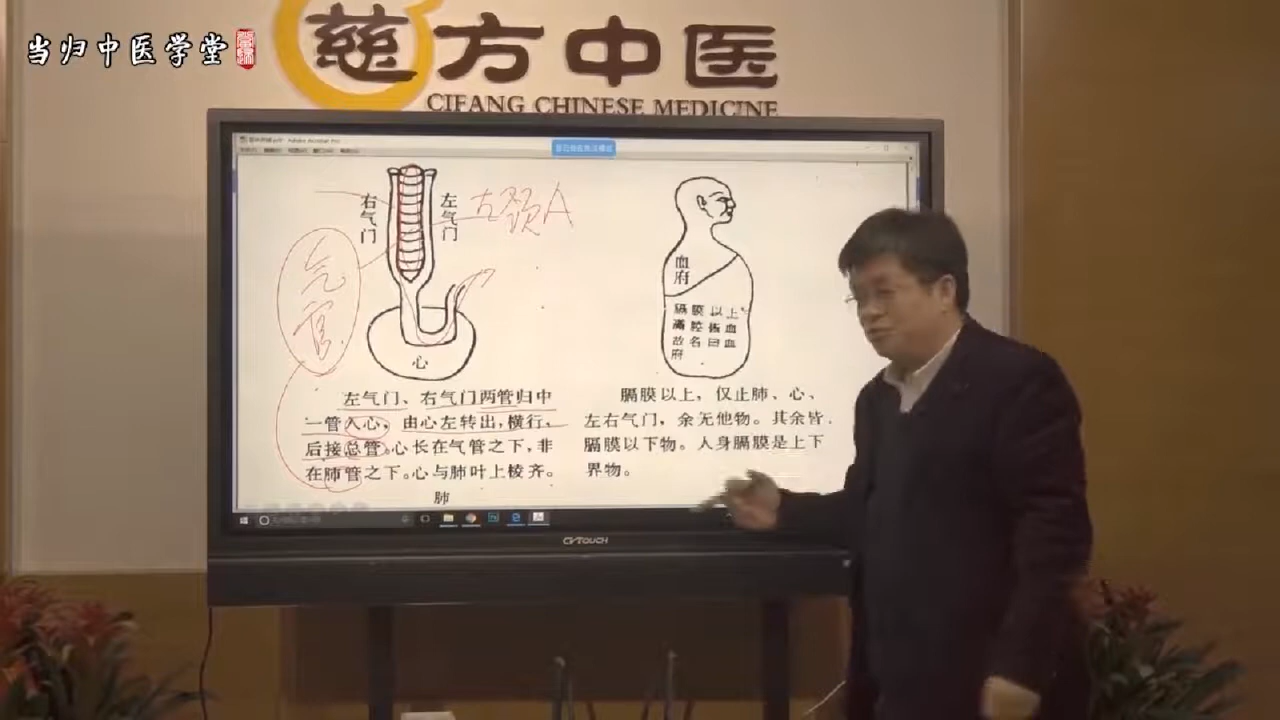 当归中医学堂
慈方中医
CIFANG CHINESE MEDICINE
右气门
左气门
左颈A
气管
心
左气门、右气门两管归中
一管入心，由心左转出，横行，
后接总管。心长在气管之下，非
在肺管之下。心与肺叶上棱齐。
肺
血府
膈膜以上
满腔皆血
故名曰血
府
膈膜以上，仅止肺、心、
左右气门，余无他物。其余皆
膈膜以下物。人身膈膜是上下
界物。
CVTOUCH